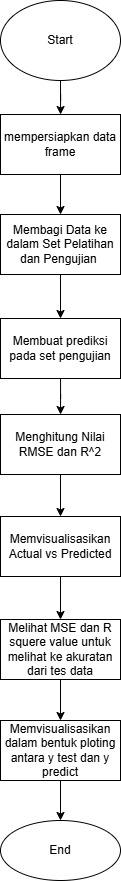 Start
mempersiapkan data
frame
Membagi Data ke
dalam Set Pelatihan
dan Pengujian
Membuat prediksi
pada set pengujian
Menghitung Nilai
RMSE dan R^2
Memvisualisasikan
Actual vs Predicted
Melihat MSE dan R
squere value untuk
melihat ke akuratan
dari tes data
Memvisualisasikan
dalam bentuk ploting
antara y test dan y
predict
End